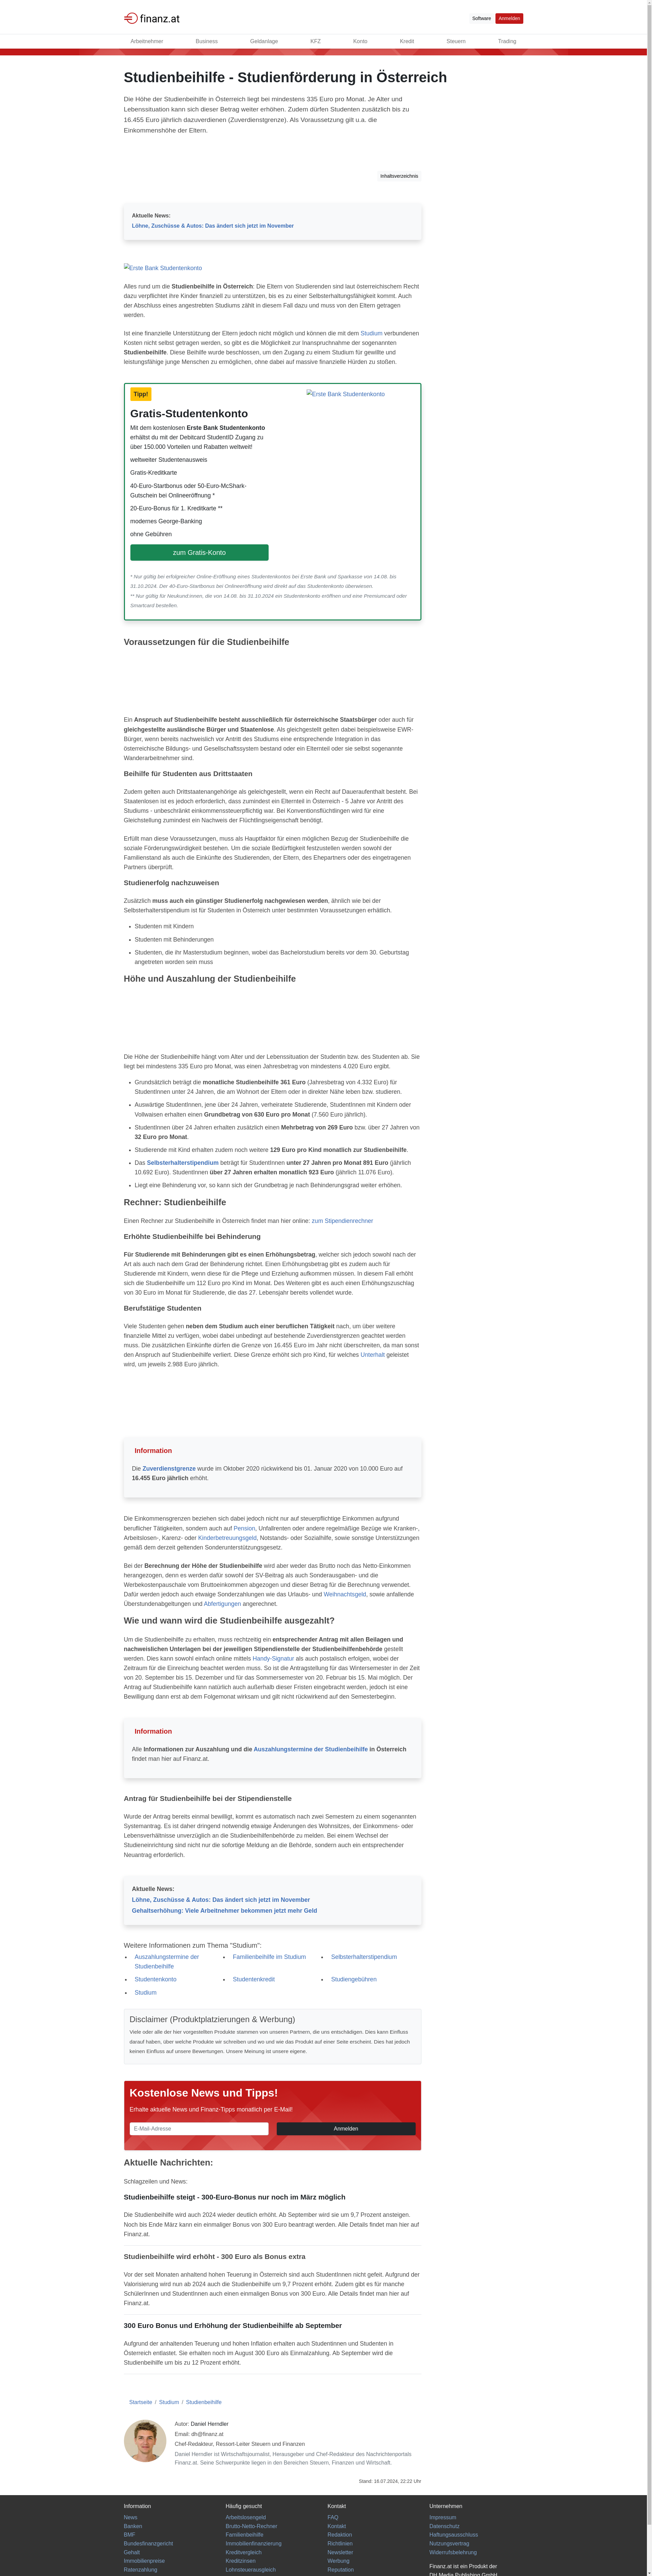 finanz.at
Software
Anmelden
Arbeitnehmer
Business
Geldanlage
KFZ
Konto
Kredit
Steuern
Trading
Studienbeihilfe - Studienförderung in Österreich
Die Höhe der Studienbeihilfe in Österreich liegt bei mindestens 335 Euro pro Monat. Je Alter und
Lebenssituation kann sich dieser Betrag weiter erhöhen. Zudem dürfen Studenten zusätzlich bis zu
16.455 Euro jährlich dazuverdienen (Zuverdienstgrenze). Als Voraussetzung gilt u.a. die
Einkommenshöhe der Eltern.
Inhaltsverzeichnis
Aktuelle News:
Löhne, Zuschüsse & Autos: Das ändert sich jetzt im November
Erste Bank Studentenkonto
Alles rund um die Studienbeihilfe in Österreich: Die Eltern von Studierenden sind laut österreichischem Recht
dazu verpflichtet ihre Kinder finanziell zu unterstützen, bis es zu einer Selbsterhaltungsfähigkeit kommt. Auch
der Abschluss eines angestrebten Studiums zählt in diesem Fall dazu und muss von den Eltern getragen
werden.
Ist eine finanzielle Unterstützung der Eltern jedoch nicht möglich und können die mit dem Studium verbundenen
Kosten nicht selbst getragen werden, so gibt es die Möglichkeit zur Inanspruchnahme der sogenannten
Studienbeihilfe. Diese Beihilfe wurde beschlossen, um den Zugang zu einem Studium für gewillte und
leistungsfähige junge Menschen zu ermöglichen, ohne dabei auf massive finanzielle Hürden zu stoßen.
Tipp!
Erste Bank Studentenkonto
Gratis-Studentenkonto
Mit dem kostenlosen Erste Bank Studentenkonto
erhältst du mit der Debitcard StudentID Zugang zu
über 150.000 Vorteilen und Rabatten weltweit!
weltweiter Studentenausweis
Gratis-Kreditkarte
40-Euro-Startbonus oder 50-Euro-McShark-
Gutschein bei Onlineeröffnung *
20-Euro-Bonus für 1. Kreditkarte **
modernes George-Banking
ohne Gebühren
zum Gratis-Konto
* Nur gültig bei erfolgreicher Online-Eröffnung eines Studentenkontos bei Erste Bank und Sparkasse von 14.08. bis
31.10.2024. Der 40-Euro-Startbonus bei Onlineeröffnung wird direkt auf das Studentenkonto überwiesen. .
** Nur gültig für Neukund:innen, die von 14.08. bis 31.10.2024 ein Studentenkonto eröffnen und eine Premiumcard oder
Smartcard bestellen.
Voraussetzungen für die Studienbeihilfe
Ein Anspruch auf Studienbeihilfe besteht ausschließlich für österreichische Staatsbürger oder auch für
gleichgestellte ausländische Bürger und Staatenlose. Als gleichgestellt gelten dabei beispielsweise EWR-
Bürger, wenn bereits nachweislich vor Antritt des Studiums eine entsprechende Integration in das
österreichische Bildungs- und Gesellschaftssystem bestand oder ein Elternteil oder sie selbst sogenannte
Wanderarbeitnehmer sind.
Beihilfe für Studenten aus Drittstaaten
Zudem gelten auch Drittstaatenangehörige als gleichgestellt, wenn ein Recht auf Daueraufenthalt besteht. Bei
Staatenlosen ist es jedoch erforderlich, dass zumindest ein Elternteil in Österreich - 5 Jahre vor Antritt des
Studiums - unbeschränkt einkommenssteuerpflichtig war. Bei Konventionsflüchtlingen wird für eine
Gleichstellung zumindest ein Nachweis der Flüchtlingseigenschaft benötigt.
Erfüllt man diese Voraussetzungen, muss als Hauptfaktor für einen möglichen Bezug der Studienbeihilfe die
soziale Förderungswürdigkeit bestehen. Um die soziale Bedürftigkeit festzustellen werden sowohl der
Familienstand als auch die Einkünfte des Studierenden, der Eltern, des Ehepartners oder des eingetragenen
Partners überprüft.
Studienerfolg nachzuweisen
Zusätzlich muss auch ein günstiger Studienerfolg nachgewiesen werden, ähnlich wie bei der
Selbsterhalterstipendium ist für Studenten in Österreich unter bestimmten Voraussetzungen erhältlich.
• Studenten mit Kindern
• Studenten mit Behinderungen
• Studenten, die ihr Masterstudium beginnen, wobei das Bachelorstudium bereits vor dem 30. Geburtstag
angetreten worden sein muss
Höhe und Auszahlung der Studienbeihilfe
Die Höhe der Studienbeihilfe hängt vom Alter und der Lebenssituation der Studentin bzw. des Studenten ab. Sie
liegt bei mindestens 335 Euro pro Monat, was einen Jahresbetrag von mindestens 4.020 Euro ergibt.
• Grundsätzlich beträgt die monatliche Studienbeihilfe 361 Euro (Jahresbetrag von 4.332 Euro) für
StudentInnen unter 24 Jahren, die am Wohnort der Eltern oder in direkter Nähe leben bzw. studieren.
• Auswärtige StudentInnen, jene über 24 Jahren, verheiratete Studierende, StudentInnen mit Kindern oder
Vollwaisen erhalten einen Grundbetrag von 630 Euro pro Monat (7.560 Euro jährlich).
• StudentInnen über 24 Jahren erhalten zusätzlich einen Mehrbetrag von 269 Euro bzw. über 27 Jahren von
32 Euro pro Monat.
• Studierende mit Kind erhalten zudem noch weitere 129 Euro pro Kind monatlich zur Studienbeihilfe.
• Das Selbsterhalterstipendium beträgt für StudentInnen unter 27 Jahren pro Monat 891 Euro (jährlich
10.692 Euro). StudentInnen über 27 Jahren erhalten monatlich 923 Euro (jährlich 11.076 Euro).
• Liegt eine Behinderung vor, so kann sich der Grundbetrag je nach Behinderungsgrad weiter erhöhen.
Rechner: Studienbeihilfe
Einen Rechner zur Studienbeihilfe in Österreich findet man hier online: zum Stipendienrechner
Erhöhte Studienbeihilfe bei Behinderung
Für Studierende mit Behinderungen gibt es einen Erhöhungsbetrag, welcher sich jedoch sowohl nach der
Art als auch nach dem Grad der Behinderung richtet. Einen Erhöhungsbetrag gibt es zudem auch für
Studierende mit Kindern, wenn diese für die Pflege und Erziehung aufkommen müssen. In diesem Fall erhöht
sich die Studienbeihilfe um 112 Euro pro Kind im Monat. Des Weiteren gibt es auch einen Erhöhungszuschlag
von 30 Euro im Monat für Studierende, die das 27. Lebensjahr bereits vollendet wurde.
Berufstätige Studenten
Viele Studenten gehen neben dem Studium auch einer beruflichen Tätigkeit nach, um über weitere
finanzielle Mittel zu verfügen, wobei dabei unbedingt auf bestehende Zuverdienstgrenzen geachtet werden
muss. Die zusätzlichen Einkünfte dürfen die Grenze von 16.455 Euro im Jahr nicht überschreiten, da man sonst
den Anspruch auf Studienbeihilfe verliert. Diese Grenze erhöht sich pro Kind, für welches Unterhalt geleistet
wird, um jeweils 2.988 Euro jährlich.
Information
Die Zuverdienstgrenze wurde im Oktober 2020 rückwirkend bis 01. Januar 2020 von 10.000 Euro auf
16.455 Euro jährlich erhöht.
Die Einkommensgrenzen beziehen sich dabei jedoch nicht nur auf steuerpflichtige Einkommen aufgrund
beruflicher Tätigkeiten, sondern auch auf Pension, Unfallrenten oder andere regelmäßige Bezüge wie Kranken-,
Arbeitslosen-, Karenz- oder Kinderbetreuungsgeld, Notstands- oder Sozialhilfe, sowie sonstige Unterstützungen
gemäß dem derzeit geltenden Sonderunterstützungsgesetz.
Bei der Berechnung der Höhe der Studienbeihilfe wird aber weder das Brutto noch das Netto-Einkommen
herangezogen, denn es werden dafür sowohl der SV-Beitrag als auch Sonderausgaben- und die
Werbekostenpauschale vom Bruttoeinkommen abgezogen und dieser Betrag für die Berechnung verwendet.
Dafür werden jedoch auch etwaige Sonderzahlungen wie das Urlaubs- und Weihnachtsgeld, sowie anfallende
Überstundenabgeltungen und Abfertigungen angerechnet.
Wie und wann wird die Studienbeihilfe ausgezahlt?
Um die Studienbeihilfe zu erhalten, muss rechtzeitig ein entsprechender Antrag mit allen Beilagen und
nachweislichen Unterlagen bei der jeweiligen Stipendienstelle der Studienbeihilfenbehörde gestellt
werden. Dies kann sowohl einfach online mittels Handy-Signatur als auch postalisch erfolgen, wobei der
Zeitraum für die Einreichung beachtet werden muss. So ist die Antragstellung für das Wintersemester in der Zeit
von 20. September bis 15. Dezember und für das Sommersemester von 20. Februar bis 15. Mai möglich. Der
Antrag auf Studienbeihilfe kann natürlich auch außerhalb dieser Fristen eingebracht werden, jedoch ist eine
Bewilligung dann erst ab dem Folgemonat wirksam und gilt nicht rückwirkend auf den Semesterbeginn.
Information
Alle Informationen zur Auszahlung und die Auszahlungstermine der Studienbeihilfe in Österreich
findet man hier auf Finanz.at.
Antrag für Studienbeihilfe bei der Stipendienstelle
Wurde der Antrag bereits einmal bewilligt, kommt es automatisch nach zwei Semestern zu einem sogenannten
Systemantrag. Es ist daher dringend notwendig etwaige Änderungen des Wohnsitzes, der Einkommens- oder
Lebensverhältnisse unverzüglich an die Studienbeihilfenbehörde zu melden. Bei einem Wechsel der
Studieneinrichtung sind nicht nur die sofortige Meldung an die Behörde, sondern auch ein entsprechender
Neuantrag erforderlich.
Aktuelle News:
Löhne, Zuschüsse & Autos: Das ändert sich jetzt im November
Gehaltserhöhung: Viele Arbeitnehmer bekommen jetzt mehr Geld
Weitere Informationen zum Thema "Studium":
• Auszahlungstermine der Studienbeihilfe
• Familienbeihilfe im Studium
• Selbsterhalterstipendium
• Studentenkonto
• Studentenkredit
• Studiengebühren
• Studium
Disclaimer (Produktplatzierungen & Werbung)
Viele oder alle der hier vorgestellten Produkte stammen von unseren Partnern, die uns entschädigen. Dies kann Einfluss
darauf haben, über welche Produkte wir schreiben und wo und wie das Produkt auf einer Seite erscheint. Dies hat jedoch
keinen Einfluss auf unsere Bewertungen. Unsere Meinung ist unsere eigene.
Kostenlose News und Tipps!
Erhalte aktuelle News und Finanz-Tipps monatlich per E-Mail!
E-Mail-Adresse
Anmelden
Aktuelle Nachrichten:
Schlagzeilen und News:
Studienbeihilfe steigt - 300-Euro-Bonus nur noch im März möglich
Die Studienbeihilfe wird auch 2024 wieder deutlich erhöht. Ab September wird sie um 9,7 Prozent ansteigen.
Noch bis Ende März kann ein einmaliger Bonus von 300 Euro beantragt werden. Alle Details findet man hier auf
Finanz.at.
Studienbeihilfe wird erhöht - 300 Euro als Bonus extra
Vor der seit Monaten anhaltend hohen Teuerung in Österreich sind auch StudentInnen nicht gefeit. Aufgrund der
Valorisierung wird nun ab 2024 auch die Studienbeihilfe um 9,7 Prozent erhöht. Zudem gibt es für manche
SchülerInnen und StudentInnen auch einen einmaligen Bonus von 300 Euro. Alle Details findet man hier auf
Finanz.at.
300 Euro Bonus und Erhöhung der Studienbeihilfe ab September
Aufgrund der anhaltenden Teuerung und hohen Inflation erhalten auch Studentinnen und Studenten in
Österreich entlastet. Sie erhalten noch im August 300 Euro als Einmalzahlung. Ab September wird die
Studienbeihilfe um bis zu 12 Prozent erhöht.
Startseite / Studium / Studienbeihilfe
Autor: Daniel Herndler
Email: dh@finanz.at
Chef-Redakteur, Ressort-Leiter Steuern und Finanzen
Daniel Herndler ist Wirtschaftsjournalist, Herausgeber und Chef-Redakteur des Nachrichtenportals
Finanz.at. Seine Schwerpunkte liegen in den Bereichen Steuern, Finanzen und Wirtschaft.
Stand: 16.07.2024, 22:22 Uhr
Information
News
Banken
BMF
Bundesfinanzgericht
Gehalt
Immobilienpreise
Ratenzahlung
Häufig gesucht
Arbeitslosengeld
Brutto-Netto-Rechner
Familienbeihilfe
Immobilienfinanzierung
Kreditvergleich
Kreditzinsen
Lohnsteuerausgleich
Kontakt
FAQ
Kontakt
Redaktion
Richtlinien
Newsletter
Werbung
Reputation
Unternehmen
Impressum
Datenschutz
Haftungsausschluss
Nutzungsvertrag
Widerrufsbelehrung
Finanz.at ist ein Produkt der
DH Media Publishing GmbH